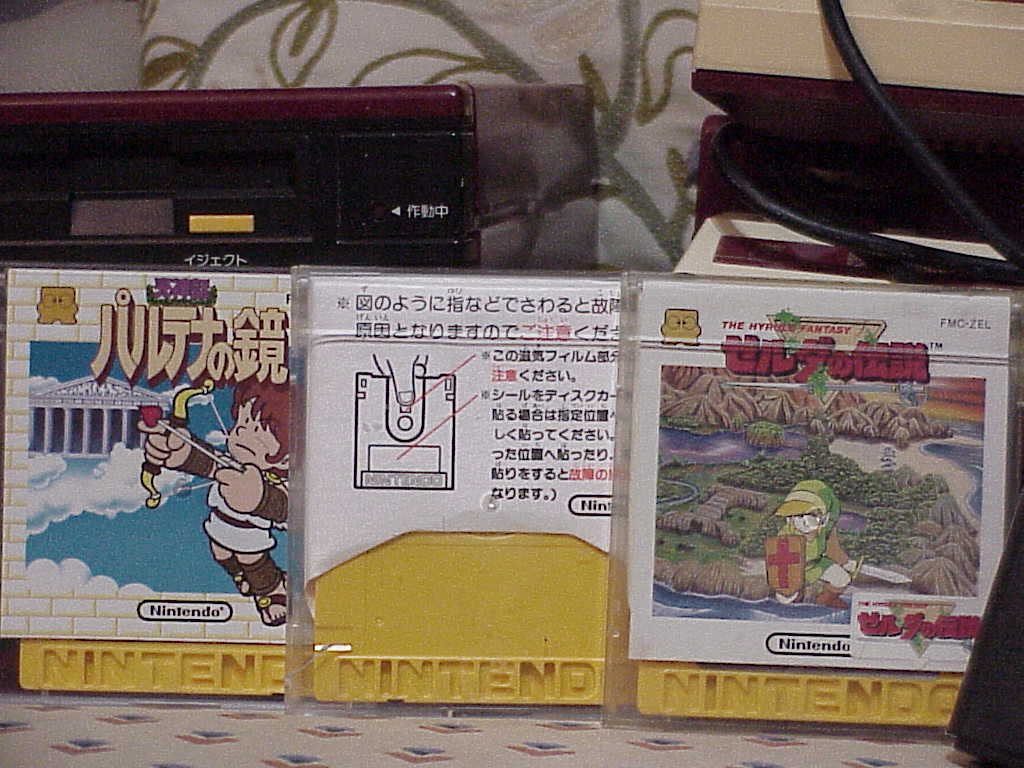 ◀作動中
イジェクト
パルテナの鏡
Nintendo®
NINTEND
※図のように指などでさわると故障
原因となりますのでご注意くださ
※この磁気フィルム部分
注意ください。
※シールをディスクカー
貼る場合は指定位置へ
しく貼ってください。
った位置へ貼ったり、
貼りをすると故障の
なります。)
NINTENDO
Nin
NINTENDO
THE HYRULE FANTASY
ゼルダの伝説™
FMC-ZEL
Nintendo
ゼルダの伝説
NINTENDO